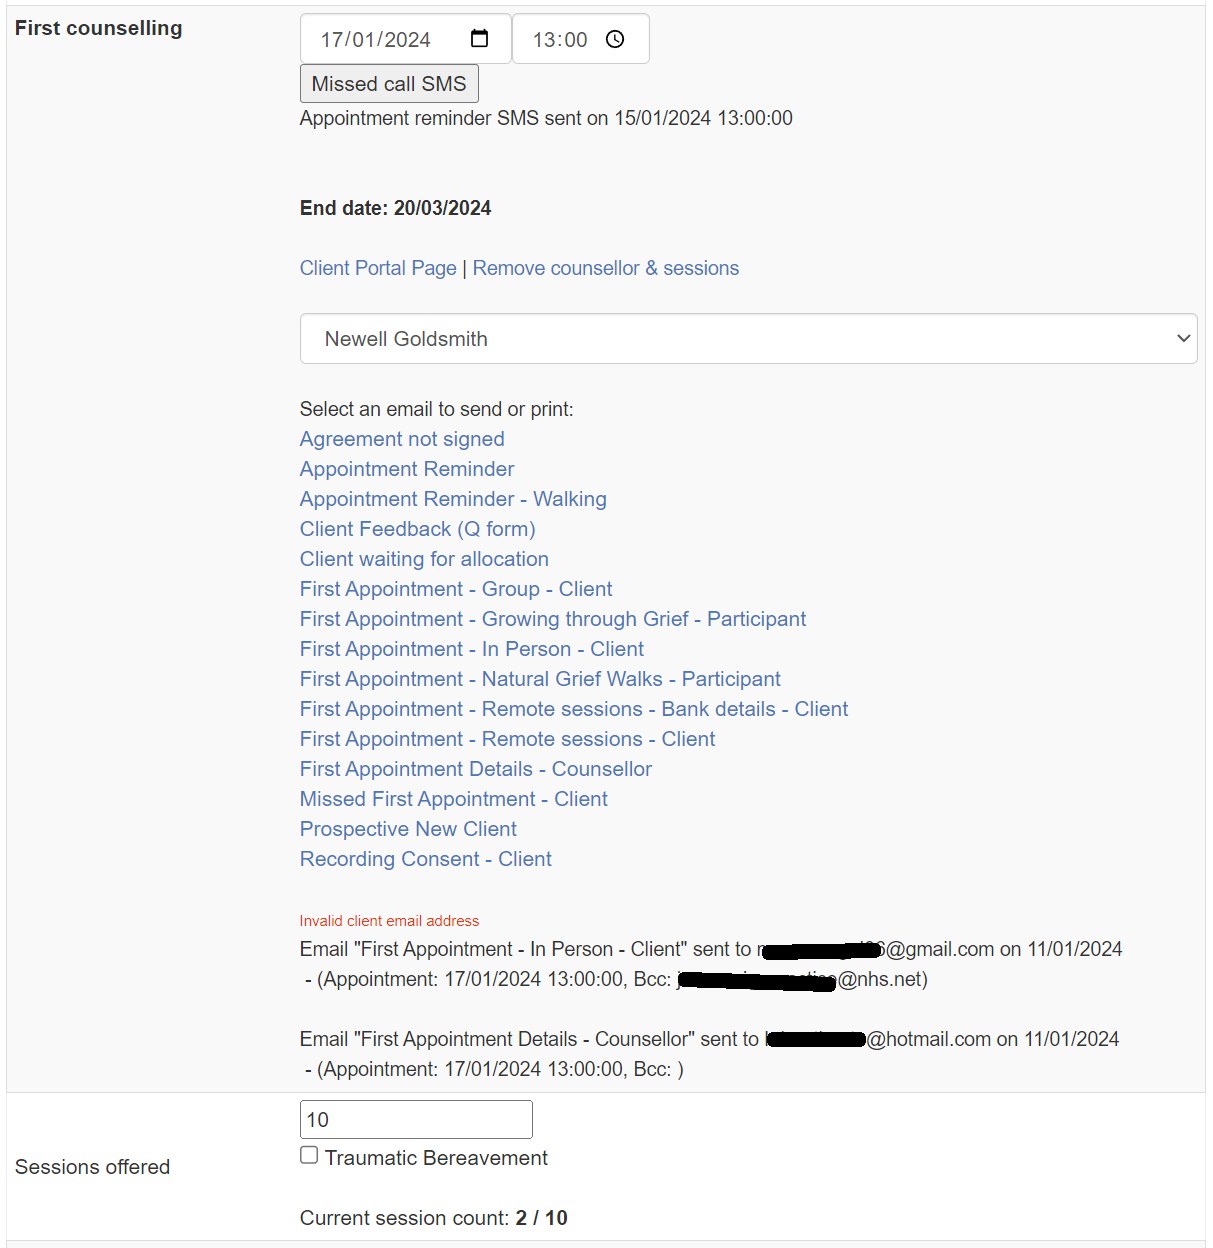 First counselling
17/01/2024 13:00
Missed call SMS
Appointment reminder SMS sent on 15/01/2024 13:00:00
End date: 20/03/2024
Client Portal Page | Remove counsellor & sessions
Newell Goldsmith
Select an email to send or print:
Agreement not signed
Appointment Reminder
Appointment Reminder - Walking
Client Feedback (Q form)
Client waiting for allocation
First Appointment - Group - Client
First Appointment - Growing through Grief - Participant
First Appointment - In Person - Client
First Appointment - Natural Grief Walks - Participant
First Appointment - Remote sessions - Bank details - Client
First Appointment - Remote sessions - Client
First Appointment Details - Counsellor
Missed First Appointment - Client
Prospective New Client
Recording Consent - Client
Invalid client email address
Email "First Appointment - In Person - Client" sent to @gmail.com on 11/01/2024
- (Appointment: 17/01/2024 13:00:00, Bcc: @nhs.net)
Email "First Appointment Details - Counsellor" sent to @hotmail.com on 11/01/2024
- (Appointment: 17/01/2024 13:00:00, Bcc: )
10
Traumatic Bereavement
Sessions offered
Current session count: 2 / 10